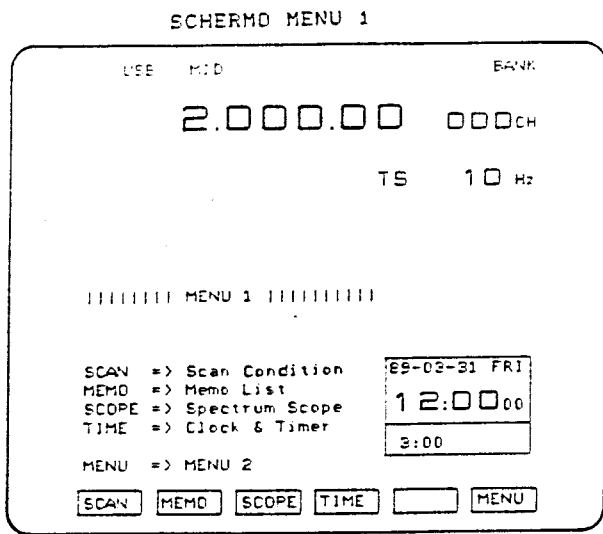 SCHERMO MENU 1
USB MID BANK
2.000.00 000CH
TS 10 Hz
|||||||| MENU 1 ||||||||||
SCAN => Scan Condition
MEMO => Memo List
SCOPE => Spectrum Scope
TIME => Clock & Timer
MENU => MENU 2
89-03-31 FRI
12:0000
3:00
SCAN MEMO SCOPE TIME MENU